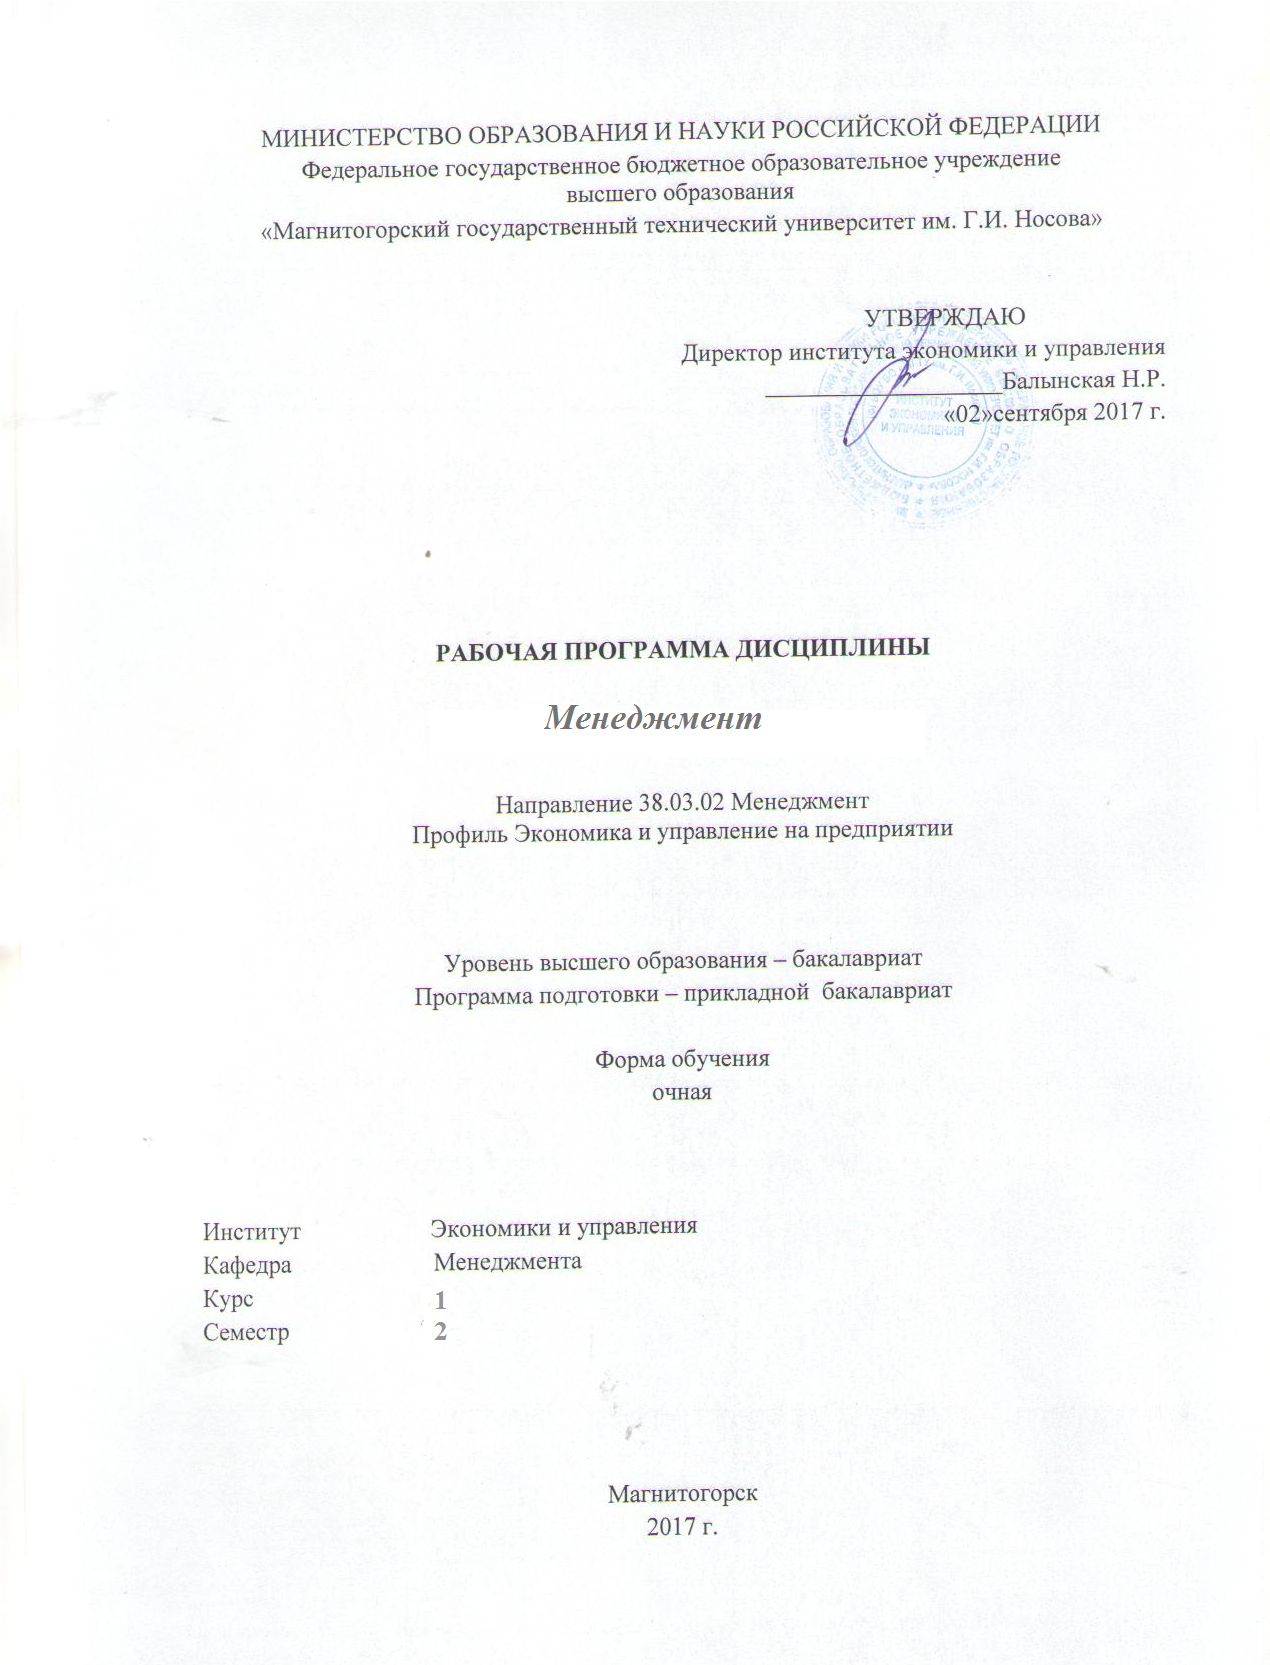 МИНИСТЕРСТВО ОБРАЗОВАНИЯ И НАУКИ РОССИЙСКОЙ ФЕДЕРАЦИИ
Федеральное государственное бюджетное образовательное учреждение
высшего образования
«Магнитогорский государственный технический университет им. Г.И. Носова»
УТВЕРЖДАЮ
Директор института экономики и управления
Балынская Н.Р.
«02»сентября 2017 г.
ИНСТИТУТ
ЭКОНОМИКИ
И УПРАВЛЕНИЯ
РАБОЧАЯ ПРОГРАММА ДИСЦИПЛИНЫ
Менеджмент
Направление 38.03.02 Менеджмент
Профиль Экономика и управление на предприятии
Уровень высшего образования – бакалавриат
Программа подготовки – прикладной бакалавриат
Форма обучения
очная
Институт Экономики и управления
Кафедра Менеджмента
Курс 1
Семестр 2
Магнитогорск
2017 г.